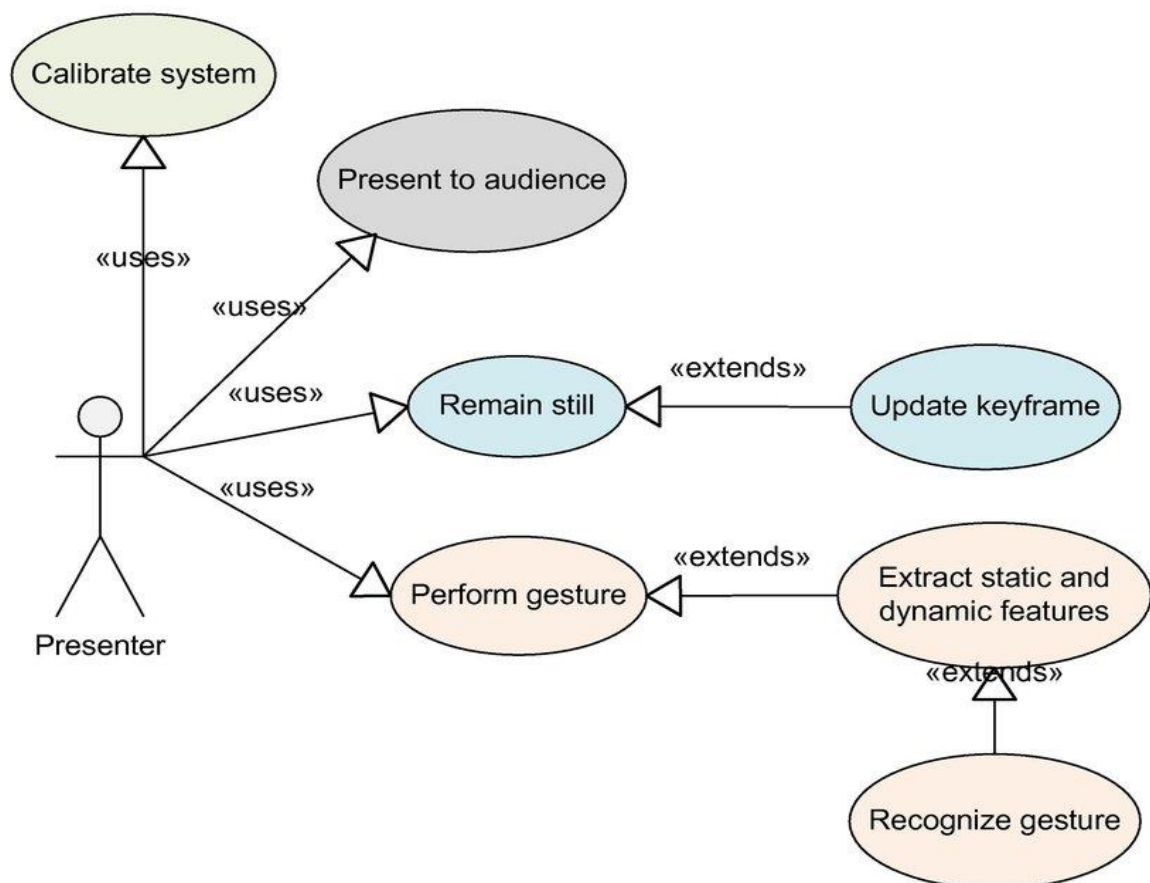 Calibrate system
Present to audience
«uses»
«uses»
«extends»
«uses»
Remain still
Update keyframe
«uses»
«extends»
Perform gesture
Extract static and
dynamic features
Presenter
«extends»
Recognize gesture